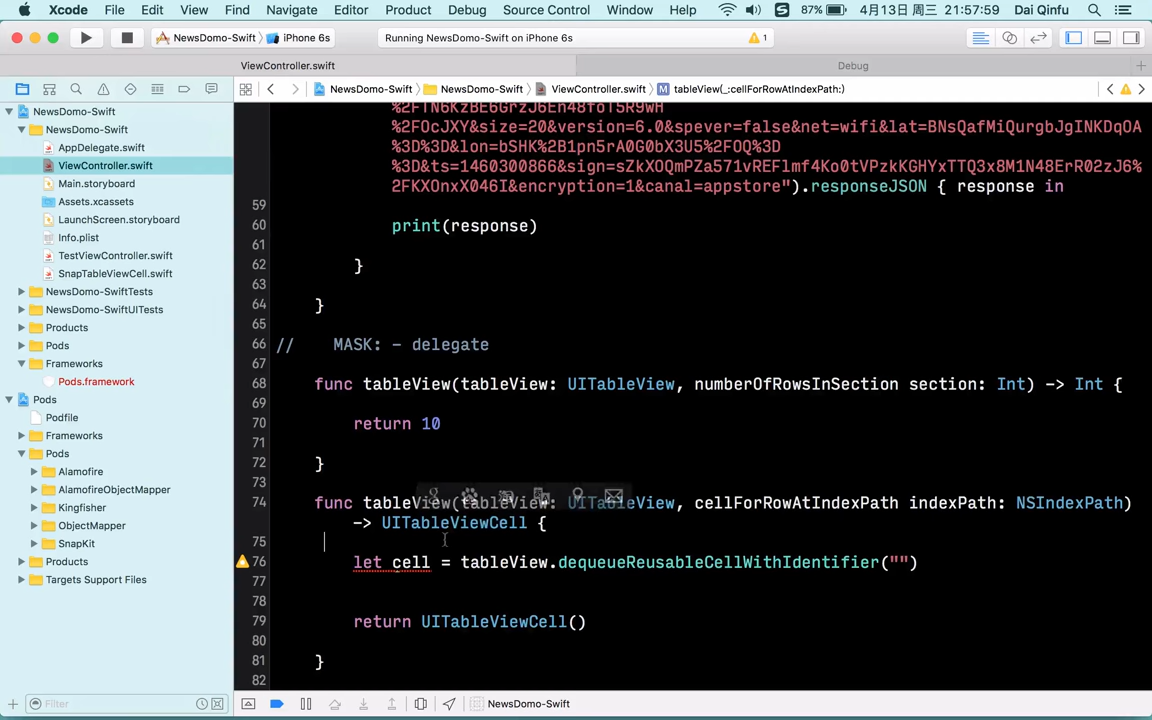 Xcode File Edit View Find Navigate Editor Product Debug Source Control Window Help 87% 4月13日 周三 21:57:59 Dai Qinfu
NewsDomo-Swift iPhone 6s Running NewsDomo-Swift on iPhone 6s 1
ViewController.swift Debug
NewsDomo-Swift NewsDomo-Swift ViewController.swift M tableView(_:cellForRowAtIndexPath:)
NewsDomo-Swift
NewsDomo-Swift
AppDelegate.swift
ViewController.swift
Main.storyboard
Assets.xcassets
LaunchScreen.storyboard
Info.plist
TestViewController.swift
SnapTableViewCell.swift
NewsDomo-SwiftTests
NewsDomo-SwiftUITests
Products
Pods
Frameworks
Pods.framework
Pods
Podfile
Frameworks
Pods
Alamofire
AlamofireObjectMapper
Kingfisher
ObjectMapper
SnapKit
Products
Targets Support Files
Filter
%2FOcJXY&size=20&version=6.0&spever=false&net=wifi&lat=BNsQafMiQurgbJgINKDqOA
%3D%3D&lon=bSHK%2B1pn5rA0G0bX3U5%2FOQ%3D
%3D&ts=1460300866&sign=sZkXOQmPZa571vREFlmf4Ko0tVPzkKGHYxTTQ3x8M1N48ErR02zJ6%
2FKXOnxX046I&encryption=1&canal=appstore").responseJSON { response in
59
60 print(response)
61
62 }
63
64 }
65
66 // MASK: - delegate
67
68 func tableView(tableView: UITableView, numberOfRowsInSection section: Int) -> Int {
69
70 return 10
71
72 }
73
74 func tableView(tableView: UITableView, cellForRowAtIndexPath indexPath: NSIndexPath)
-> UITableViewCell {
75
76 let cell = tableView.dequeueReusableCellWithIdentifier("")
77
78
79 return UITableViewCell()
80
81 }
82
NewsDomo-Swift